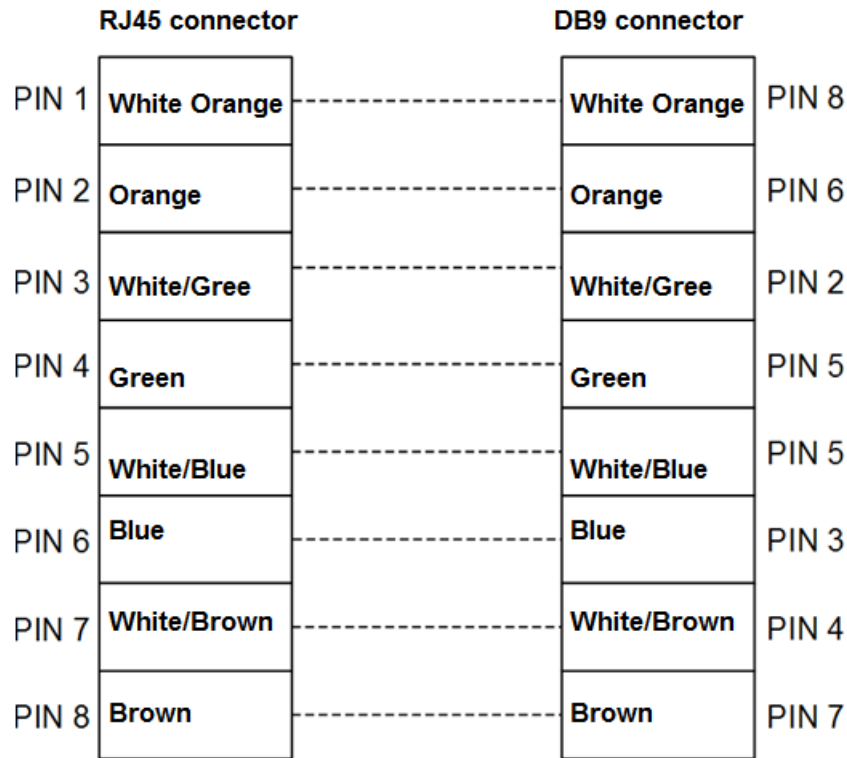 RJ45 connector DB9 connector
PIN 1 White Orange White Orange PIN 8
PIN 2 Orange Orange PIN 6
PIN 3 White/Gree White/Gree PIN 2
PIN 4 Green Green PIN 5
PIN 5 White/Blue White/Blue PIN 5
PIN 6 Blue Blue PIN 3
PIN 7 White/Brown White/Brown PIN 4
PIN 8 Brown Brown PIN 7